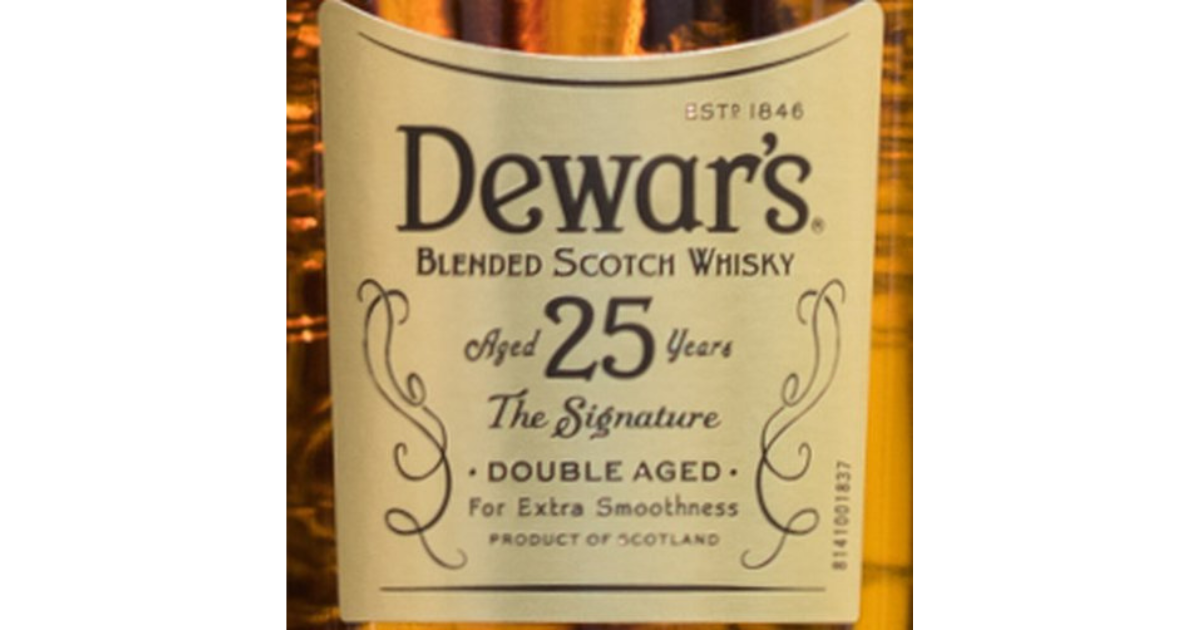 ESTD 1846
Dewar's®
BLENDED SCOTCH WHISKY
Aged 25 Years
The Signature
· DOUBLE AGED ·
For Extra Smoothness
PRODUCT OF SCOTLAND
8141001837